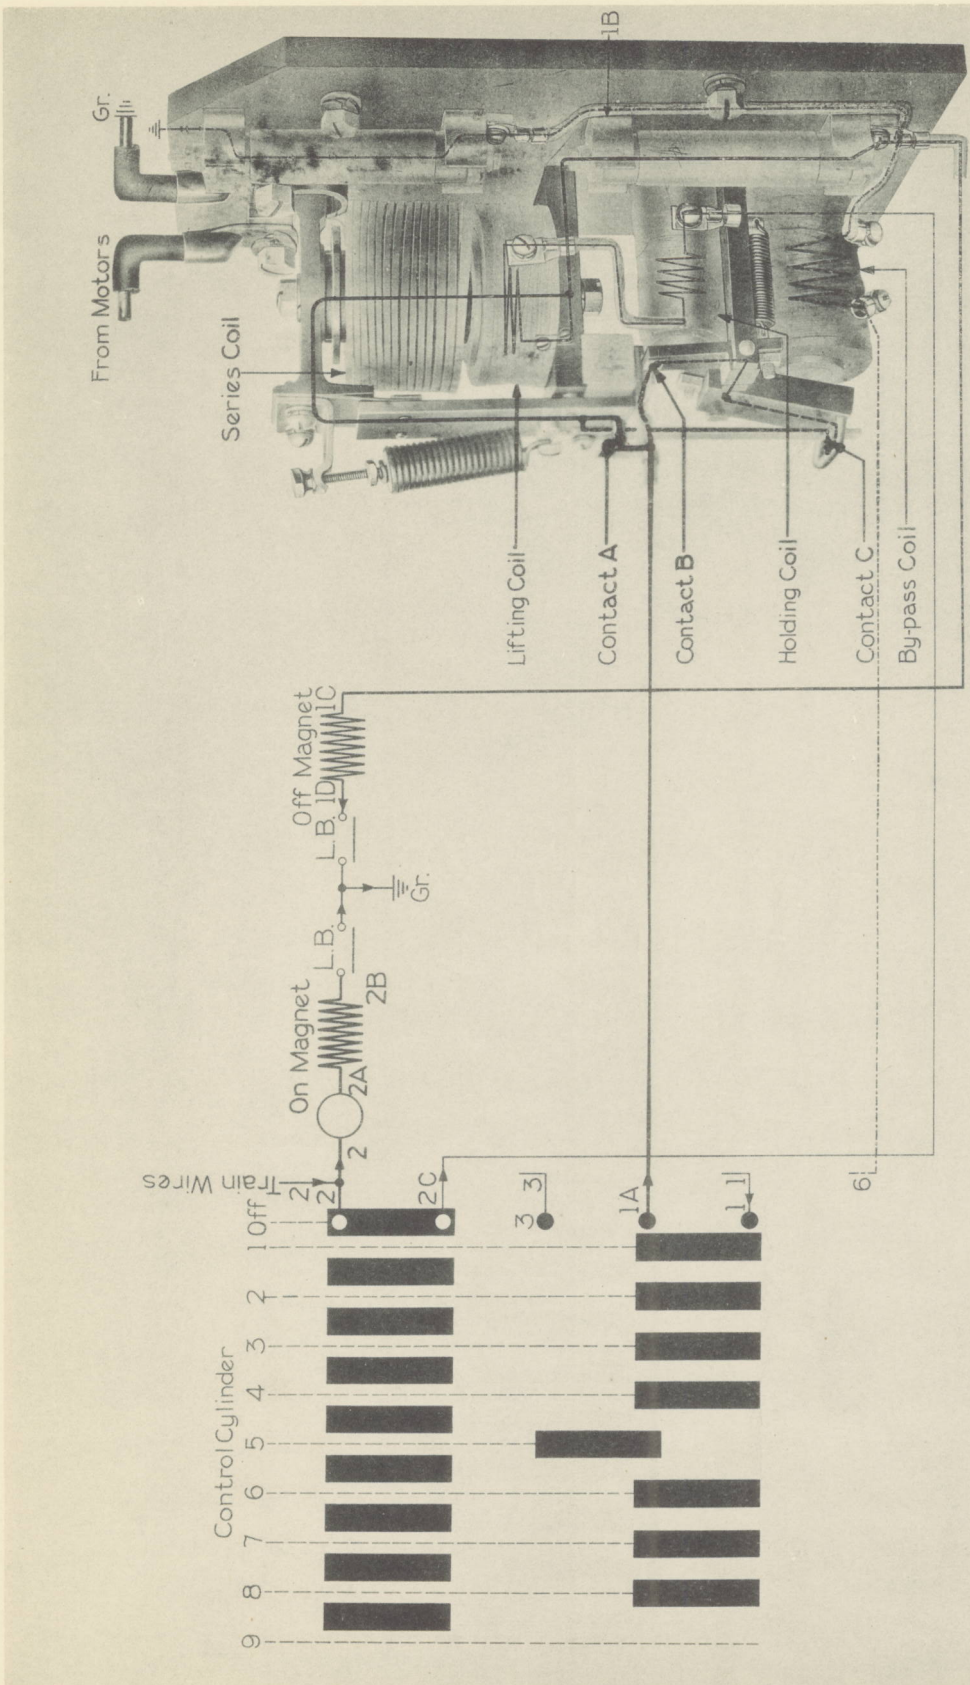 Control Cylinder
9
8
7
6
5
4
3
2
1
Off
Train Wires
2
2
2
2A
On Magnet
2B
L.B.
Gr.
L.B.
1D
Off Magnet
1C
2C
3
3
1A
1
1
6
From Motors
Gr.
Series Coil
1B
Lifting Coil
Contact A
Contact B
Holding Coil
Contact C
By-pass Coil